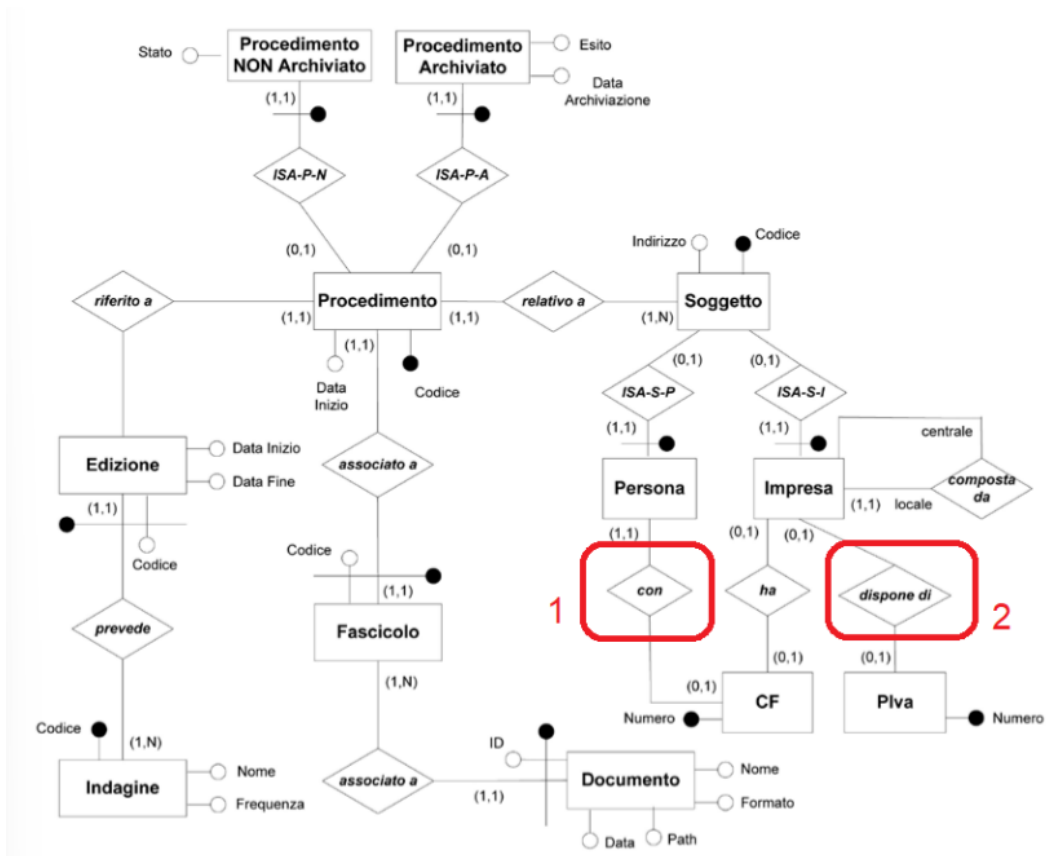 Stato
Procedimento
NON Archiviato
Procedimento
Archiviato
Esito
Data
Archiviazione
(1,1)
(1,1)
ISA-P-N
ISA-P-A
(0,1)
(0,1)
Indirizzo
Codice
riferito a
Procedimento
relativo a
Soggetto
(1,1)
(1,1)
(1,N)
(1,1)
Data
Inizio
Codice
(0,1)
(0,1)
ISA-S-P
ISA-S-I
(1,1)
(1,1)
centrale
Edizione
Data Inizio
Data Fine
associato a
Persona
Impresa
composta
da
(1,1)
locale
(1,1)
Codice
(1,1)
(0,1)
(0,1)
Codice
(1,1)
1
con
ha
dispone di
2
prevede
Fascicolo
(0,1)
(0,1)
(1,N)
(0,1)
CF
PIva
Numero
Numero
Codice
(1,N)
ID
Indagine
Nome
Frequenza
associato a
(1,1)
Documento
Nome
Formato
Data
Path